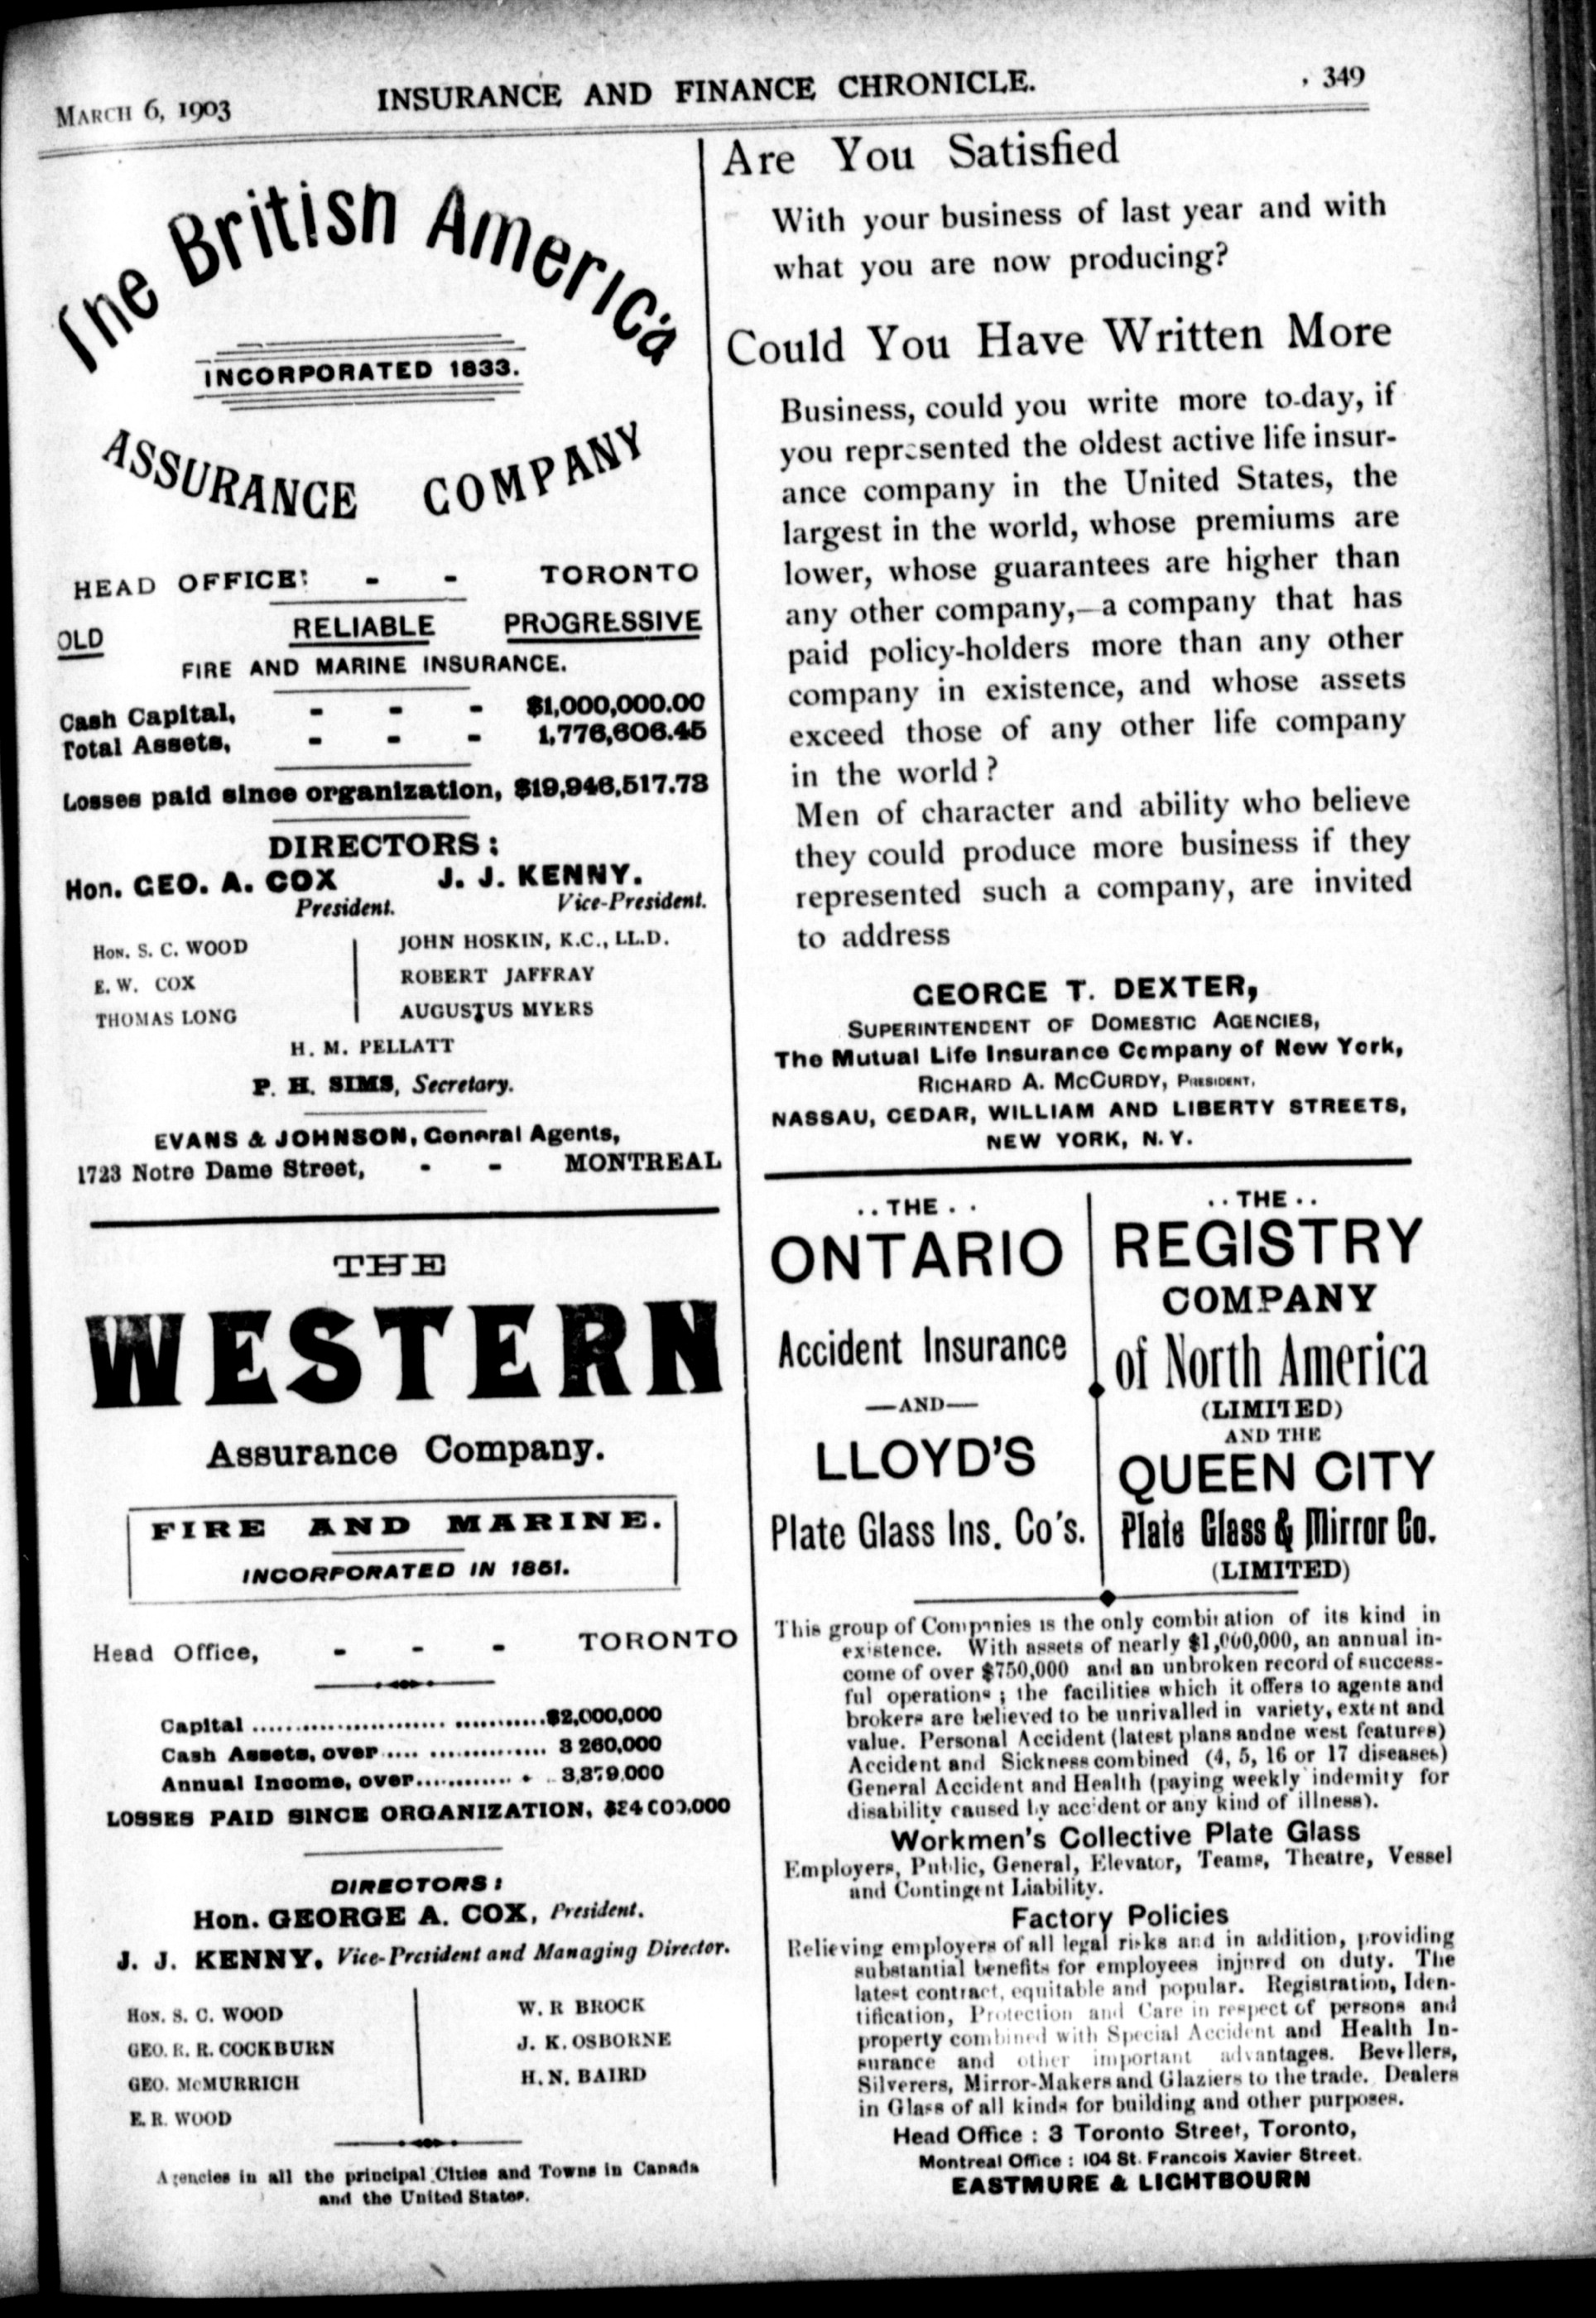 MARCH 6, 1903
INSURANCE AND FINANCE CHRONICLE.
349
The British America
INCORPORATED 1833.
ASSURANCE COMPANY
HEAD OFFICE: - - TORONTO
OLD RELIABLE PROGRESSIVE
FIRE AND MARINE INSURANCE.
Cash Capital, - - - $1,000,000.00
Total Assets, - - - 1,776,606.45
Losses paid since organization, $19,946,517.73
DIRECTORS:
Hon. GEO. A. COX J. J. KENNY.
President. Vice-President.
HON. S. C. WOOD JOHN HOSKIN, K.C., LL.D.
E. W. COX ROBERT JAFFRAY
THOMAS LONG AUGUSTUS MYERS
H. M. PELLATT
P. H. SIMS, Secretary.
EVANS & JOHNSON, General Agents,
1723 Notre Dame Street, - - MONTREAL
THE
WESTERN
Assurance Company.
FIRE AND MARINE.
INCORPORATED IN 1851.
Head Office, - - - TORONTO
Capital ...................... ...........$2,000,000
Cash Assets, over..... .............. 3 260,000
Annual Income, over............. . .. 3,379,000
LOSSES PAID SINCE ORGANIZATION, $24 000,000
DIRECTORS:
Hon. GEORGE A. COX, President.
J. J. KENNY, Vice-President and Managing Director.
HON. S. C. WOOD W. R BROCK
GEO. R. R. COCKBURN J. K. OSBORNE
GEO. McMURRICH H. N. BAIRD
E. R. WOOD
Agencies in all the principal Cities and Towns in Canada
and the United States.
Are You Satisfied
With your business of last year and with
what you are now producing?
Could You Have Written More
Business, could you write more to-day, if
you represented the oldest active life insur-
ance company in the United States, the
largest in the world, whose premiums are
lower, whose guarantees are higher than
any other company,—a company that has
paid policy-holders more than any other
company in existence, and whose assets
exceed those of any other life company
in the world?
Men of character and ability who believe
they could produce more business if they
represented such a company, are invited
to address
GEORGE T. DEXTER,
SUPERINTENDENT OF DOMESTIC AGENCIES,
The Mutual Life Insurance Company of New York,
RICHARD A. MCCURDY, PRESIDENT,
NASSAU, CEDAR, WILLIAM AND LIBERTY STREETS,
NEW YORK, N.Y.
..THE..
ONTARIO
Accident Insurance
—AND—
LLOYD'S
Plate Glass Ins. Co's.
..THE..
REGISTRY
COMPANY
of North America
(LIMITED)
AND THE
QUEEN CITY
Plate Glass & Mirror Co.
(LIMITED)
This group of Companies is the only combination of its kind in
existence. With assets of nearly $1,000,000, an annual in-
come of over $750,000 and an unbroken record of success-
ful operations; the facilities which it offers to agents and
brokers are believed to be unrivalled in variety, extent and
value. Personal Accident (latest plans andne west features)
Accident and Sickness combined (4, 5, 16 or 17 diseases)
General Accident and Health (paying weekly indemity for
disability caused by accident or any kind of illness).
Workmen's Collective Plate Glass
Employers, Public, General, Elevator, Teams, Theatre, Vessel
and Contingent Liability.
Factory Policies
Relieving employers of all legal risks and in addition, providing
substantial benefits for employees injured on duty. The
latest contract, equitable and popular. Registration, Iden-
tification, Protection and Care in respect of persons and
property combined with Special Accident and Health In-
surance and other important advantages. Bevellers,
Silverers, Mirror-Makers and Glaziers to the trade. Dealers
in Glass of all kinds for building and other purposes.
Head Office : 3 Toronto Street, Toronto,
Montreal Office : 104 St. Francois Xavier Street.
EASTMURE & LIGHTBOURN